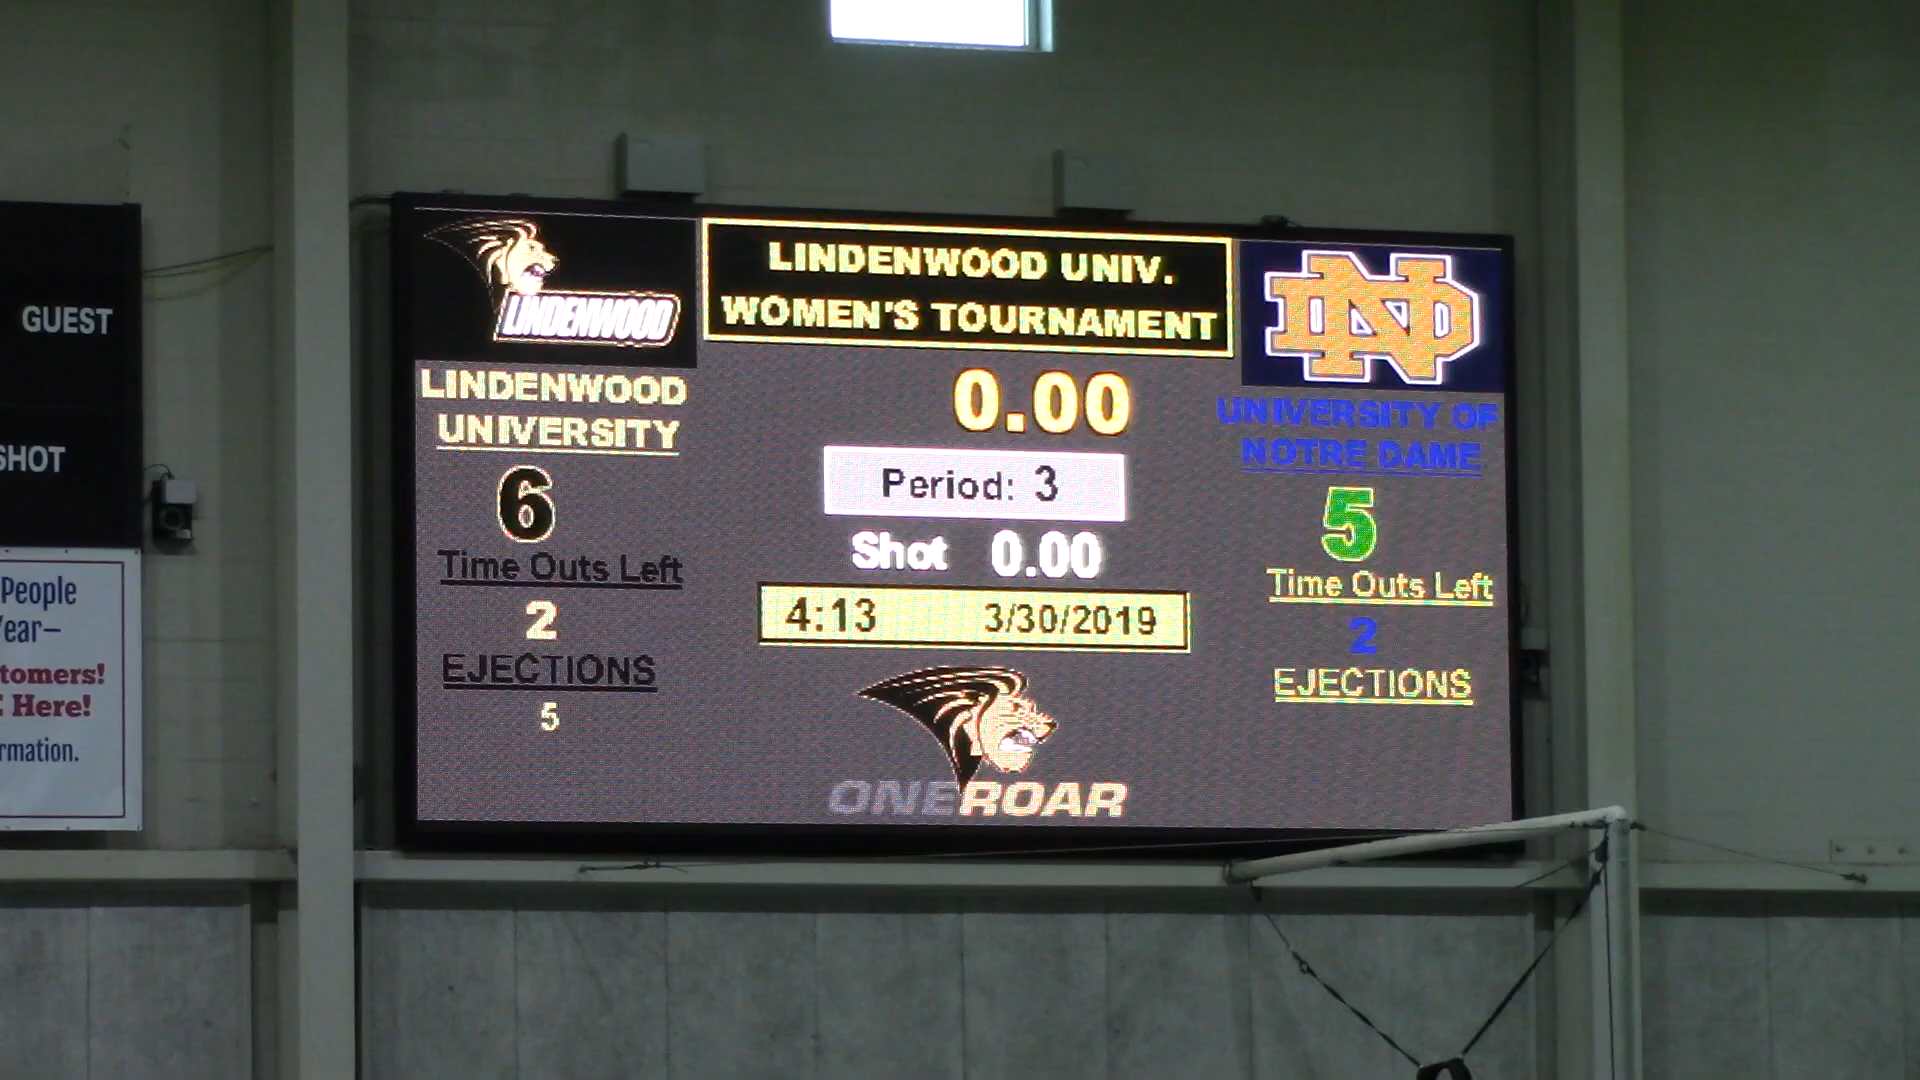 GUEST
SHOT
People
Year–
tomers!
Here!
rmation.
LINDENWOOD
LINDENWOOD UNIV.
WOMEN'S TOURNAMENT
ND
LINDENWOOD
UNIVERSITY
6
Time Outs Left
2
EJECTIONS
5
0.00
Period: 3
Shot 0.00
4:13 3/30/2019
ONEROAR
UNIVERSITY OF
NOTRE DAME
5
Time Outs Left
2
EJECTIONS